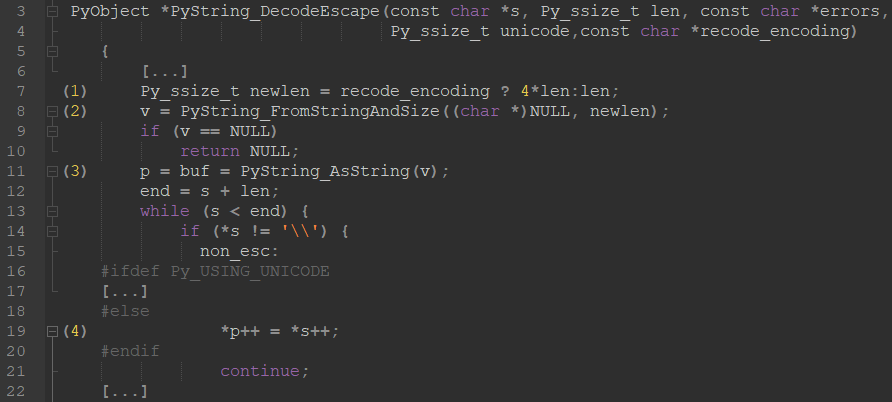 3 PyObject *PyString_DecodeEscape(const char *s, Py_ssize_t len, const char *errors,
4 Py_ssize_t unicode,const char *recode_encoding)
5 {
6 [...]
7 (1) Py_ssize_t newlen = recode_encoding ? 4*len:len;
8 (2) v = PyString_FromStringAndSize((char *)NULL, newlen);
9 if (v == NULL)
10 return NULL;
11 (3) p = buf = PyString_AsString(v);
12 end = s + len;
13 while (s < end) {
14 if (*s != '\\') {
15 non_esc:
16 #ifdef Py_USING_UNICODE
17 [...]
18 #else
19 (4) *p++ = *s++;
20 #endif
21 continue;
22 [...]